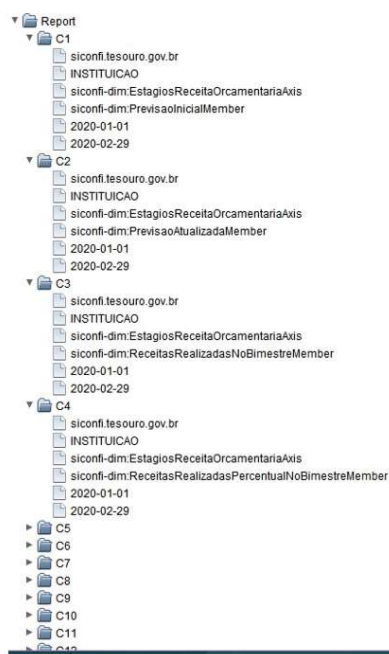 Report
C1
siconfi.tesouro.gov.br
INSTITUICAO
siconfi-dim:EstagiosReceitaOrcamentariaAxis
siconfi-dim:PrevisaoInicialMember
2020-01-01
2020-02-29
C2
siconfi.tesouro.gov.br
INSTITUICAO
siconfi-dim:EstagiosReceitaOrcamentariaAxis
siconfi-dim:PrevisaoAtualizadaMember
2020-01-01
2020-02-29
C3
siconfi.tesouro.gov.br
INSTITUICAO
siconfi-dim:EstagiosReceitaOrcamentariaAxis
siconfi-dim:ReceitasRealizadasNoBimestreMember
2020-01-01
2020-02-29
C4
siconfi.tesouro.gov.br
INSTITUICAO
siconfi-dim:EstagiosReceitaOrcamentariaAxis
siconfi-dim:ReceitasRealizadasPercentualNoBimestreMember
2020-01-01
2020-02-29
C5
C6
C7
C8
C9
C10
C11